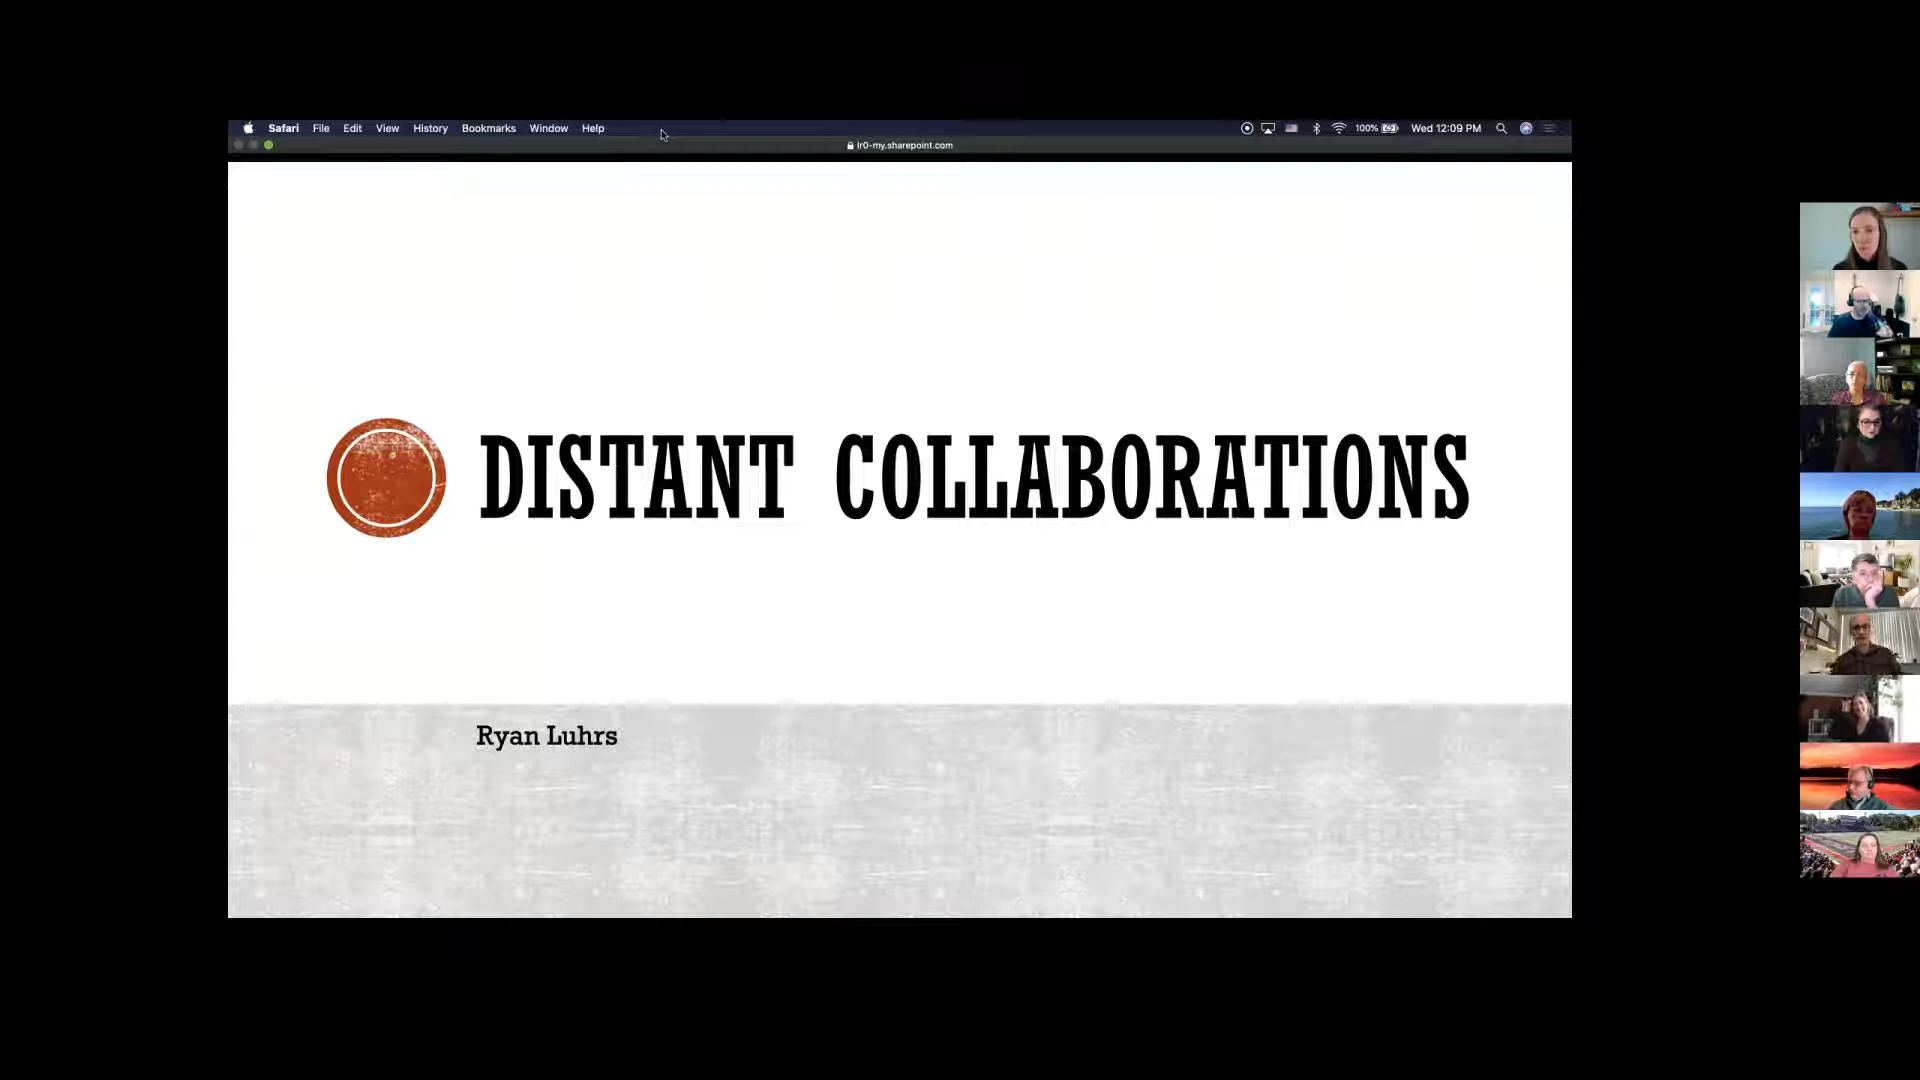 Safari File Edit View History Bookmarks Window Help 100% Wed 12:09 PM
lr0-my.sharepoint.com
DISTANT COLLABORATIONS
Ryan Luhrs